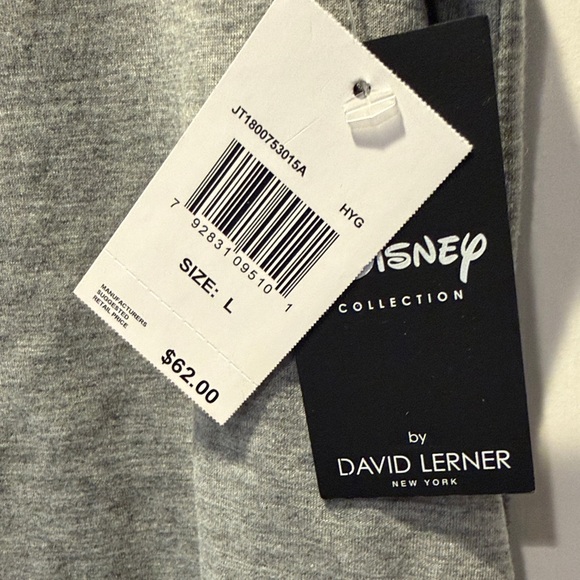 JT1800753015A
HYG
7 92831 09510 1
SIZE: L
MANUFACTURERS
SUGGESTED
RETAIL PRICE
$62.00
DISNEY
COLLECTION
by
DAVID LERNER
NEW YORK